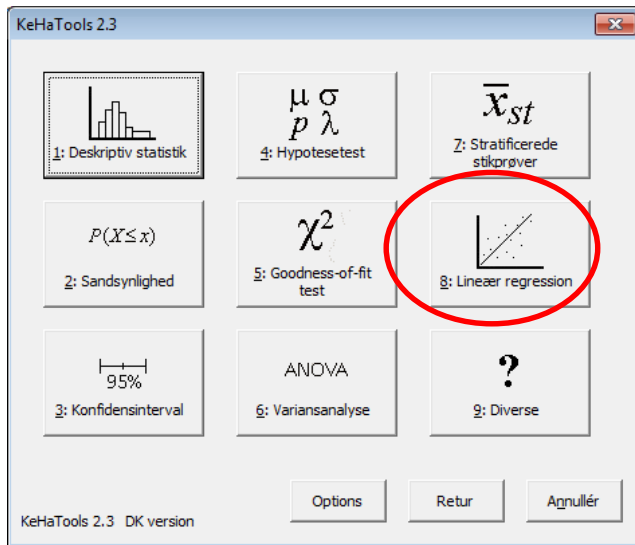 KeHaTools 2.3
1: Deskriptiv statistik
μ σ
p λ
4: Hypotesetest
x̅st
7: Stratificerede
stikprøver
P(X≤x)
2: Sandsynlighed
χ²
5: Goodness-of-fit
test
8: Lineær regression
95%
3: Konfidensinterval
ANOVA
6: Variansanalyse
?
9: Diverse
Options
Retur
Annullér
KeHaTools 2.3 DK version